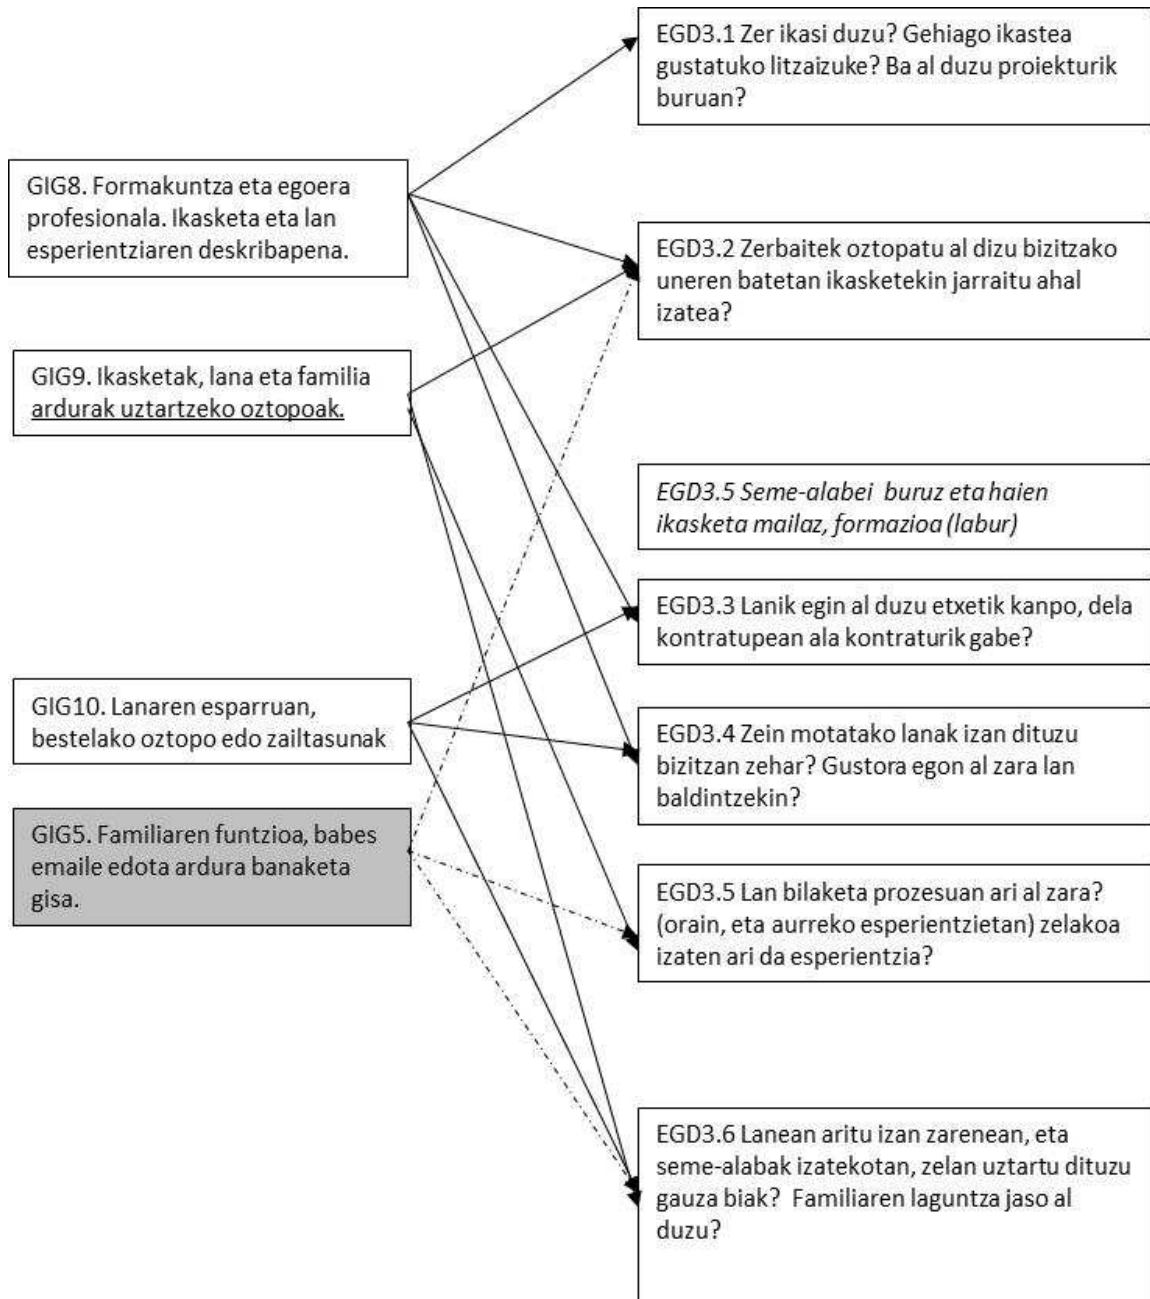 EGD3.1 Zer ikasi duzu? Gehiago ikastea
gustatuko litzaizuke? Ba al duzu proiekturik
buruan?
GIG8. Formakuntza eta egoera
profesionala. Ikasketa eta lan
esperientziaren deskribapena.
EGD3.2 Zerbaitek oztopatu al dizu bizitzako
uneren batetan ikasketekin jarraitu ahal
izatea?
GIG9. Ikasketak, lana eta familia
ardurak uztartzeko oztopoak.
EGD3.5 Seme-alabei buruz eta haien
ikasketa mailaz, formazioa (labur)
EGD3.3 Lanik egin al duzu etxetik kanpo, dela
kontratupean ala kontraturik gabe?
GIG10. Lanaren esparruan,
bestelako oztopo edo zailtasunak
EGD3.4 Zein motatako lanak izan dituzu
bizitzan zehar? Gustora egon al zara lan
baldintzekin?
GIG5. Familiaren funtzioa, babes
emaile edota ardura banaketa
gisa.
EGD3.5 Lan bilaketa prozesuan ari al zara?
(orain, eta aurreko esperientzietan) zelakoa
izaten ari da esperientzia?
EGD3.6 Lanean aritu izan zarenean, eta
seme-alabak izatekotan, zelan uztartu dituzu
gauza biak? Familiaren laguntza jaso al
duzu?